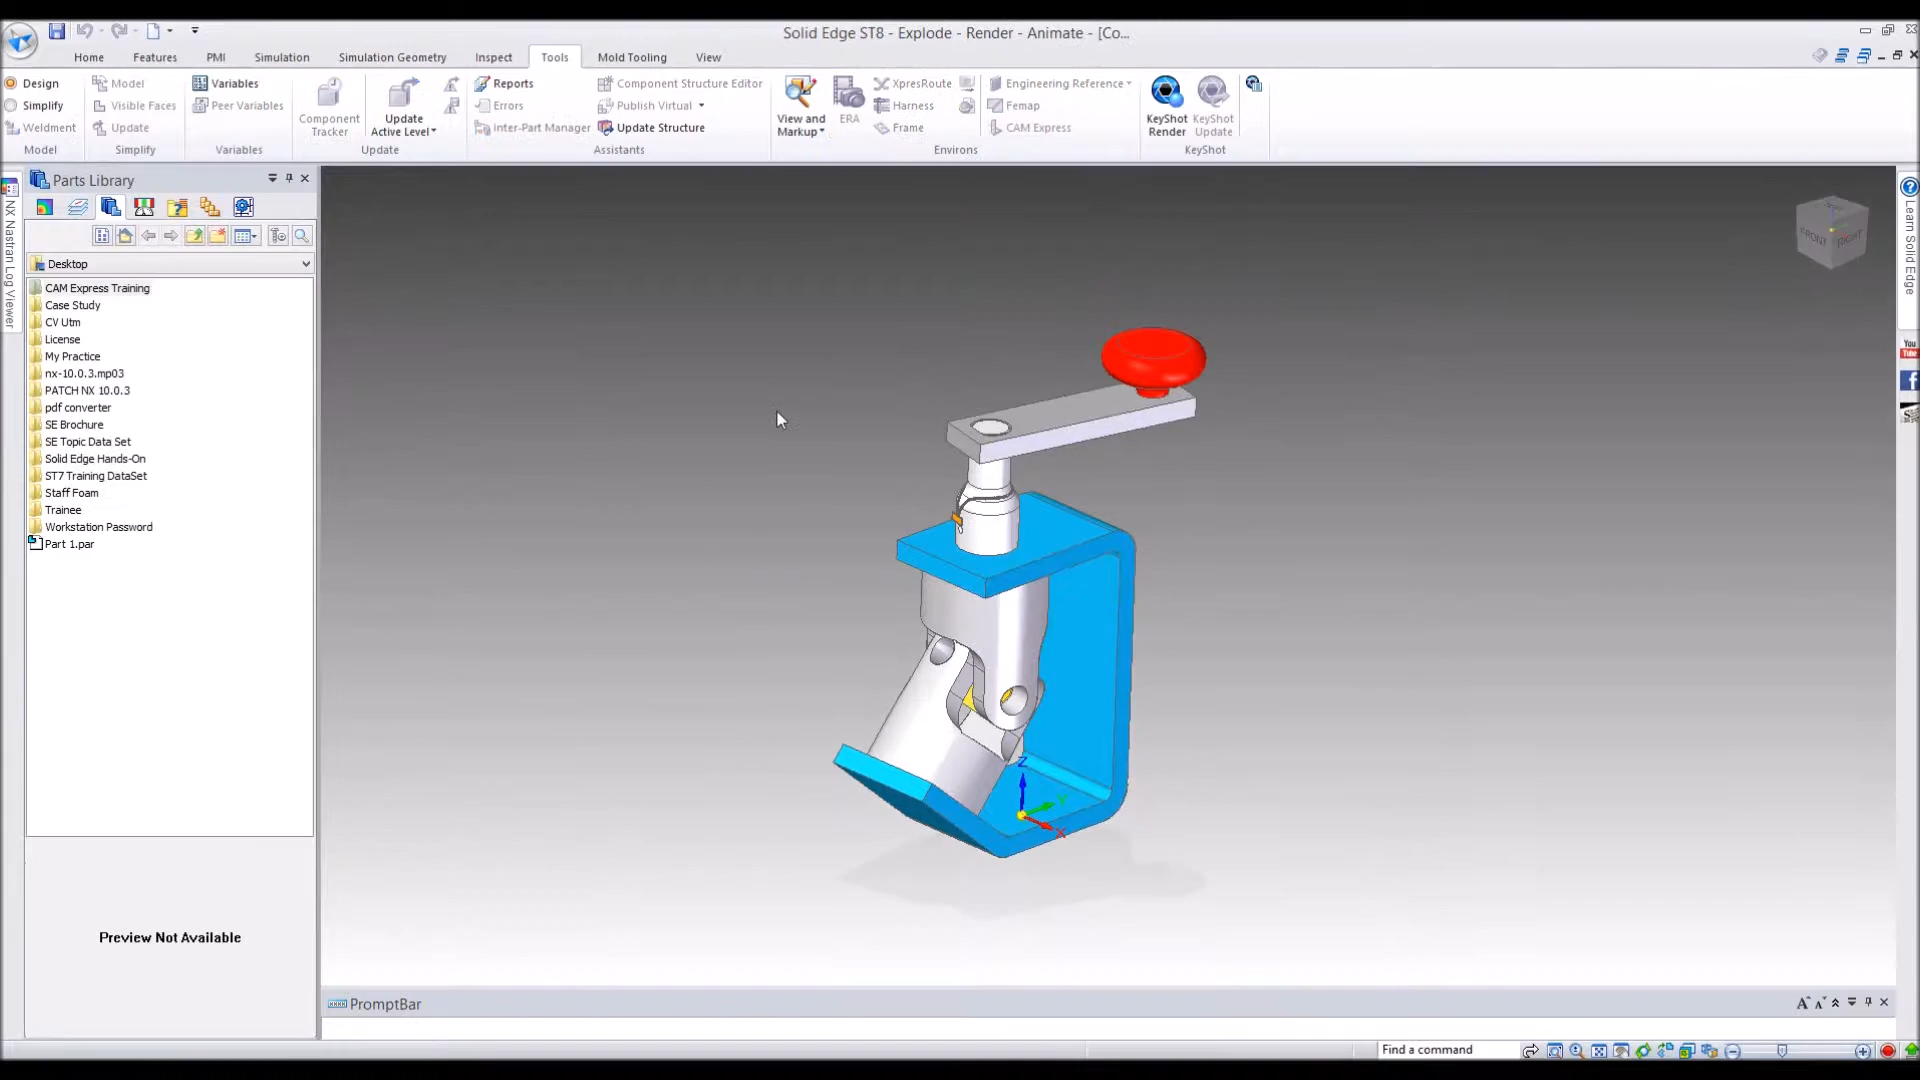 Solid Edge ST8 - Explode - Render - Animate - [Co...
Home Features PMI Simulation Simulation Geometry Inspect Tools Mold Tooling View
Design
Simplify
Weldment
Model
Model
Visible Faces
Update
Simplify
Variables
Peer Variables
Variables
Component Tracker
Update Active Level
Update
Reports
Errors
Inter-Part Manager
Component Structure Editor
Publish Virtual
Update Structure
Assistants
View and Markup
ERA
XpresRoute
Harness
Frame
Engineering Reference
Femap
CAM Express
Environs
KeyShot Render
KeyShot Update
KeyShot
NX Nastran Log Viewer
Parts Library
Desktop
CAM Express Training
Case Study
CV Utm
License
My Practice
nx-10.0.3.mp03
PATCH NX 10.0.3
pdf converter
SE Brochure
SE Topic Data Set
Solid Edge Hands-On
ST7 Training DataSet
Staff Foam
Trainee
Workstation Password
Part 1.par
Preview Not Available
FRONT RIGHT
Z
Y
X
Learn Solid Edge
You
Tube
PromptBar
Find a command